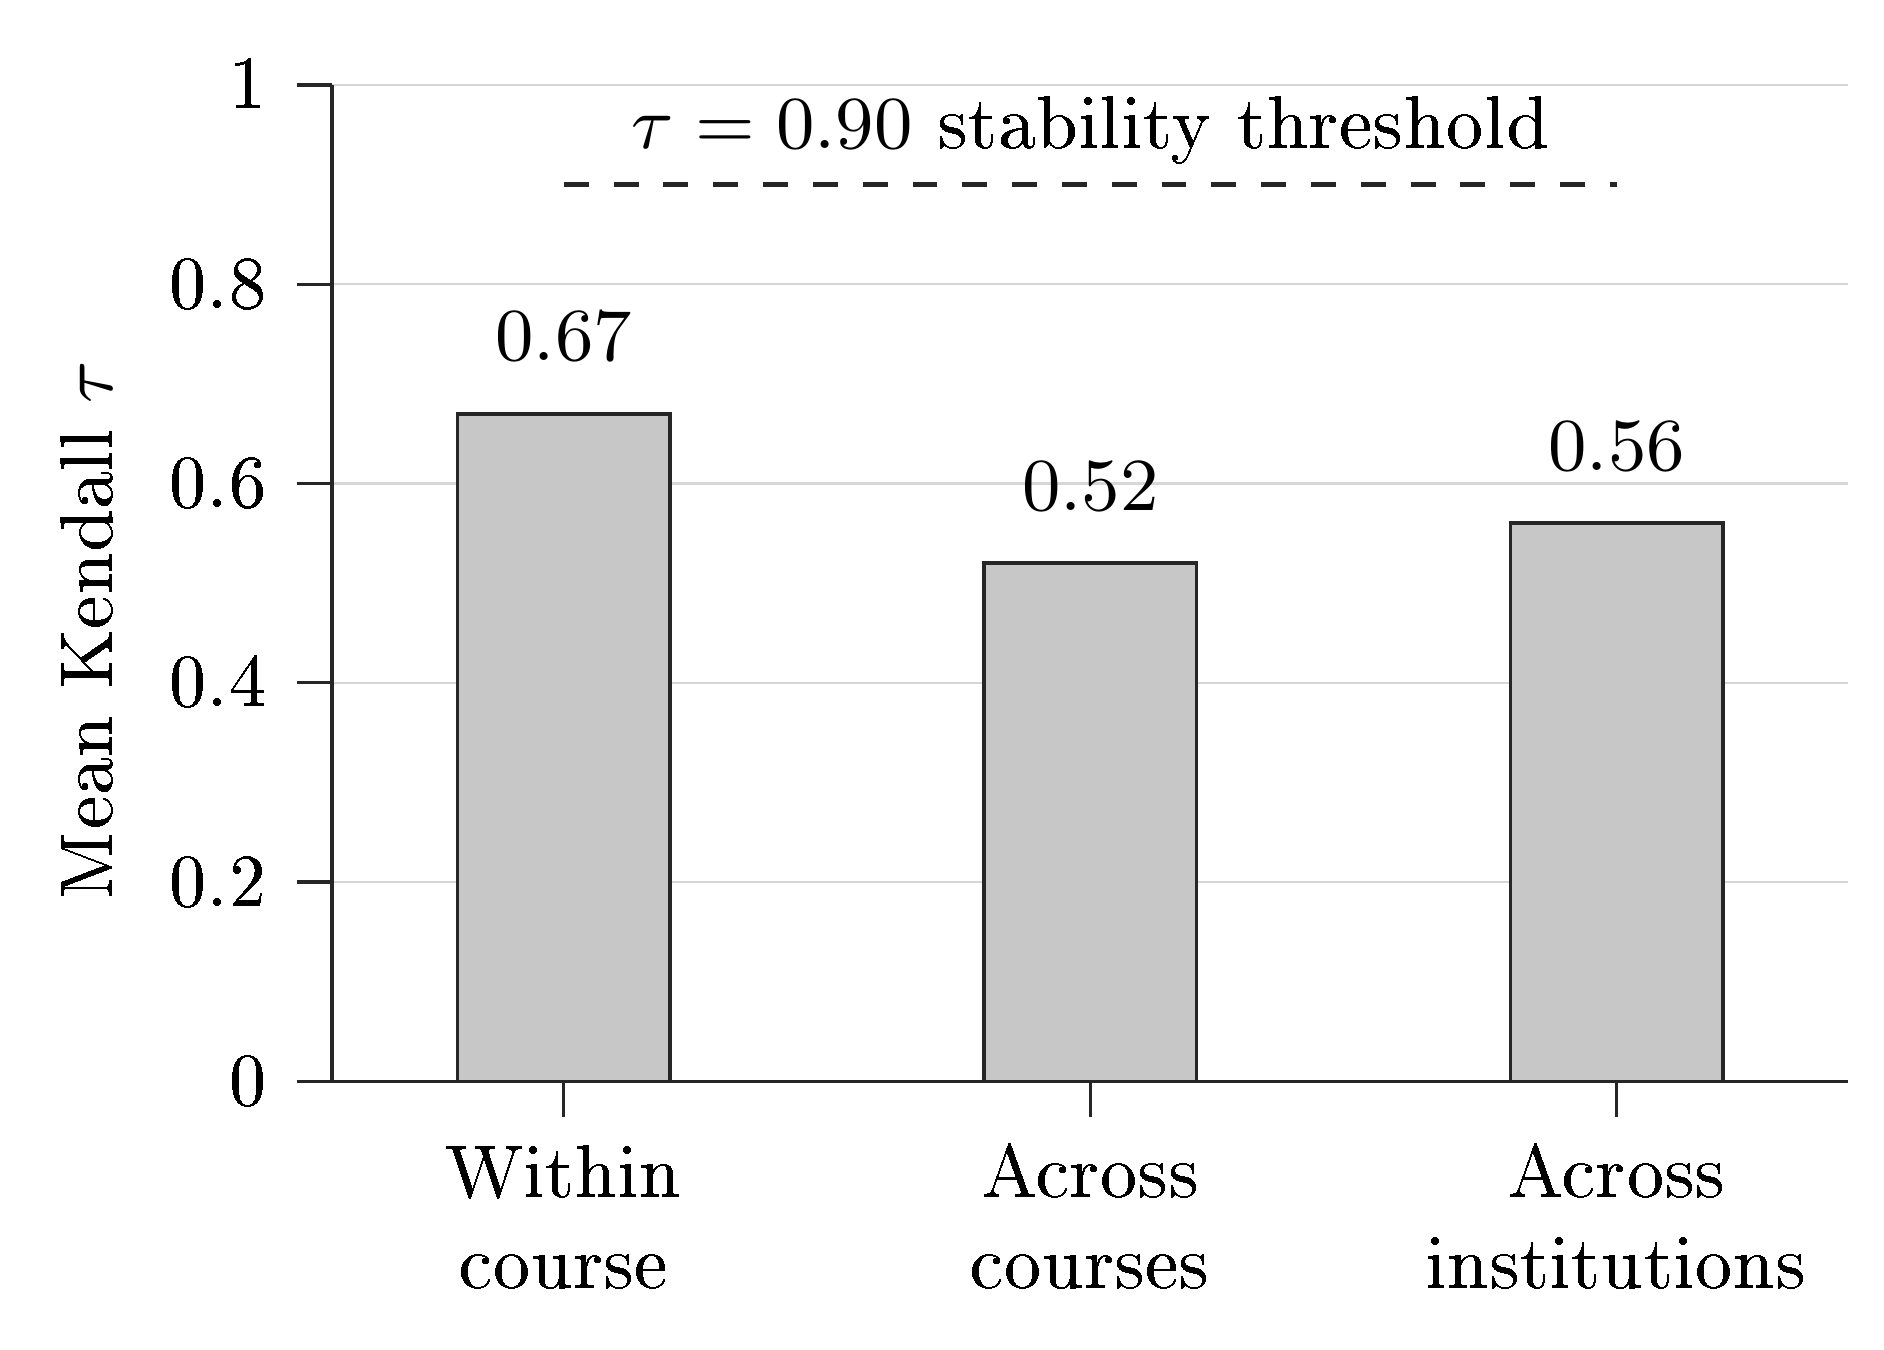 1
τ = 0.90 stability threshold
0.8
0.67
0.6
0.52
0.56
0.4
0.2
0
Mean Kendall τ
Within
course
Across
courses
Across
institutions